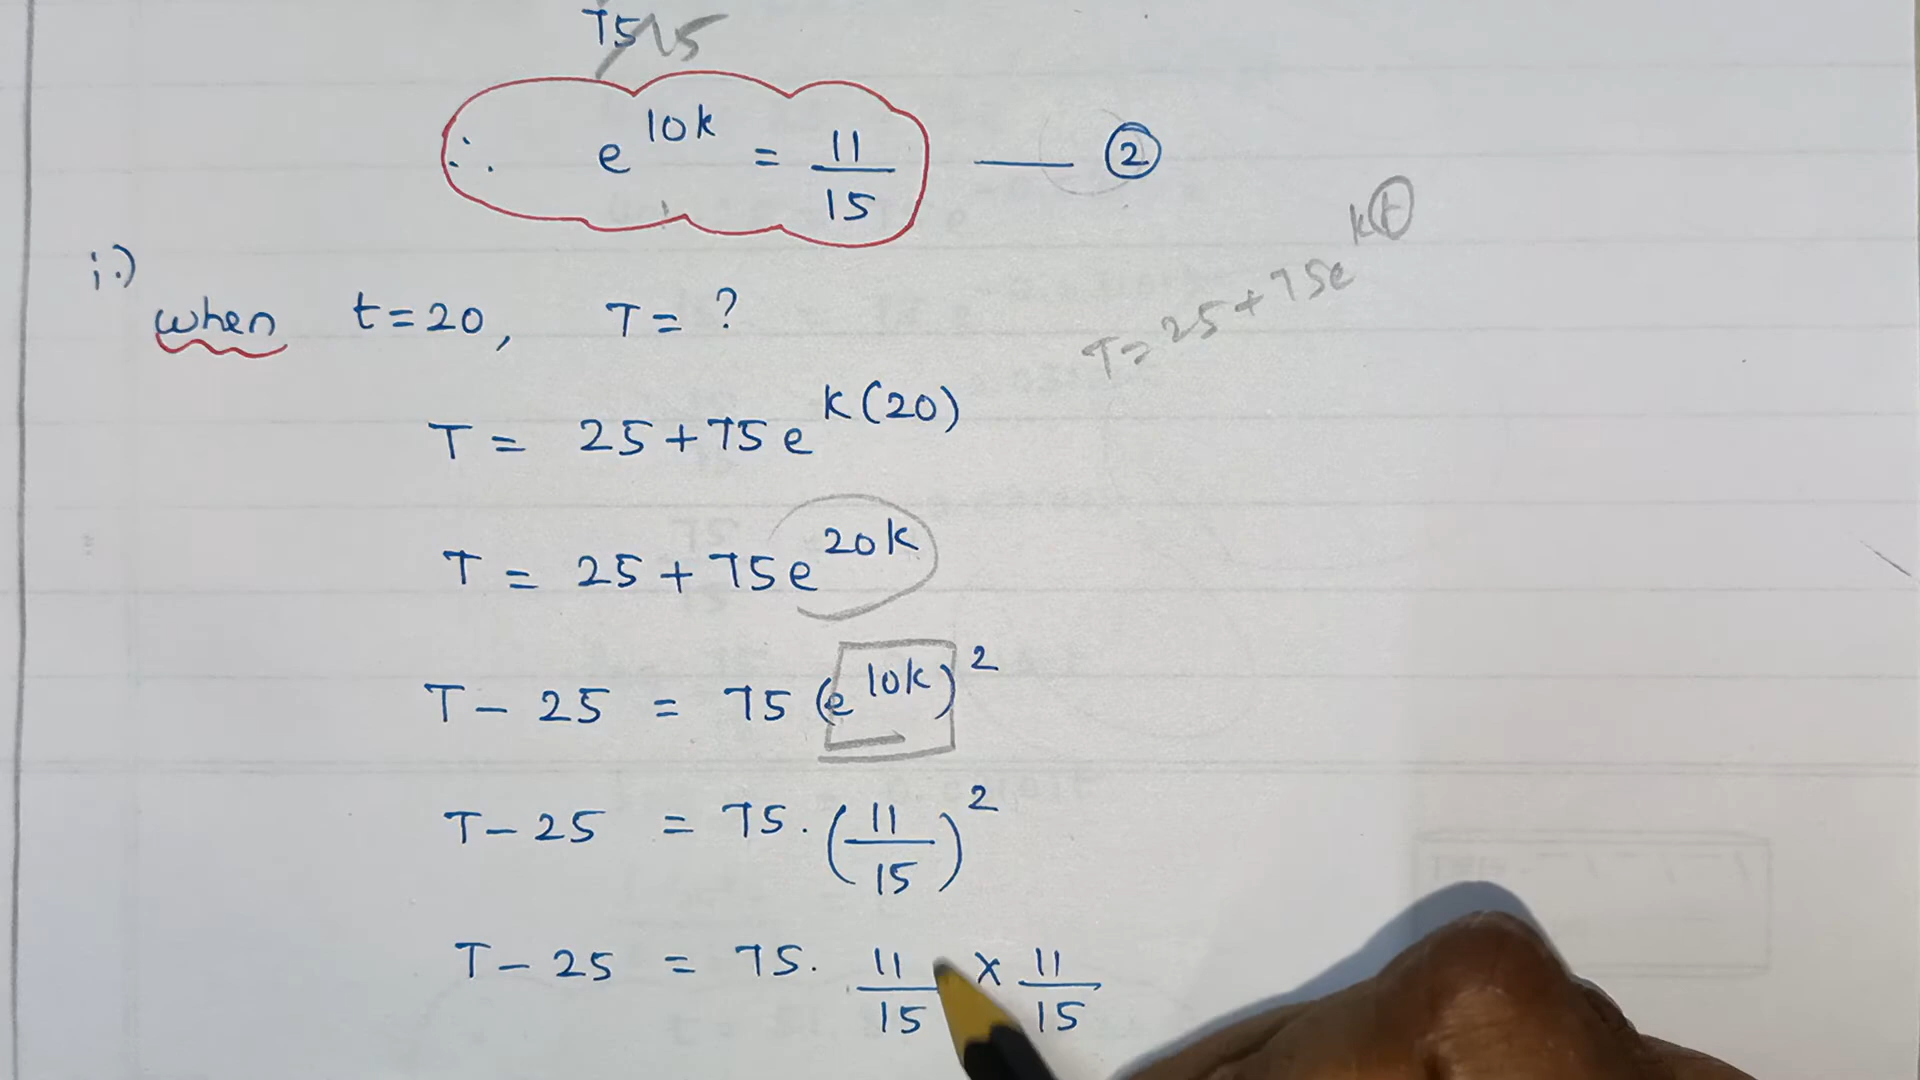 75 15
∴ e^10k = 11/15 —— ②
i.)
when t=20, T= ?
T= 25+75e^kt
T= 25+75e^k(20)
T = 25+75e^20k
T- 25 = 75 (e^10k)^2
T-25 = 75. (11/15)^2
T- 25 = 75. 11/15 × 11/15